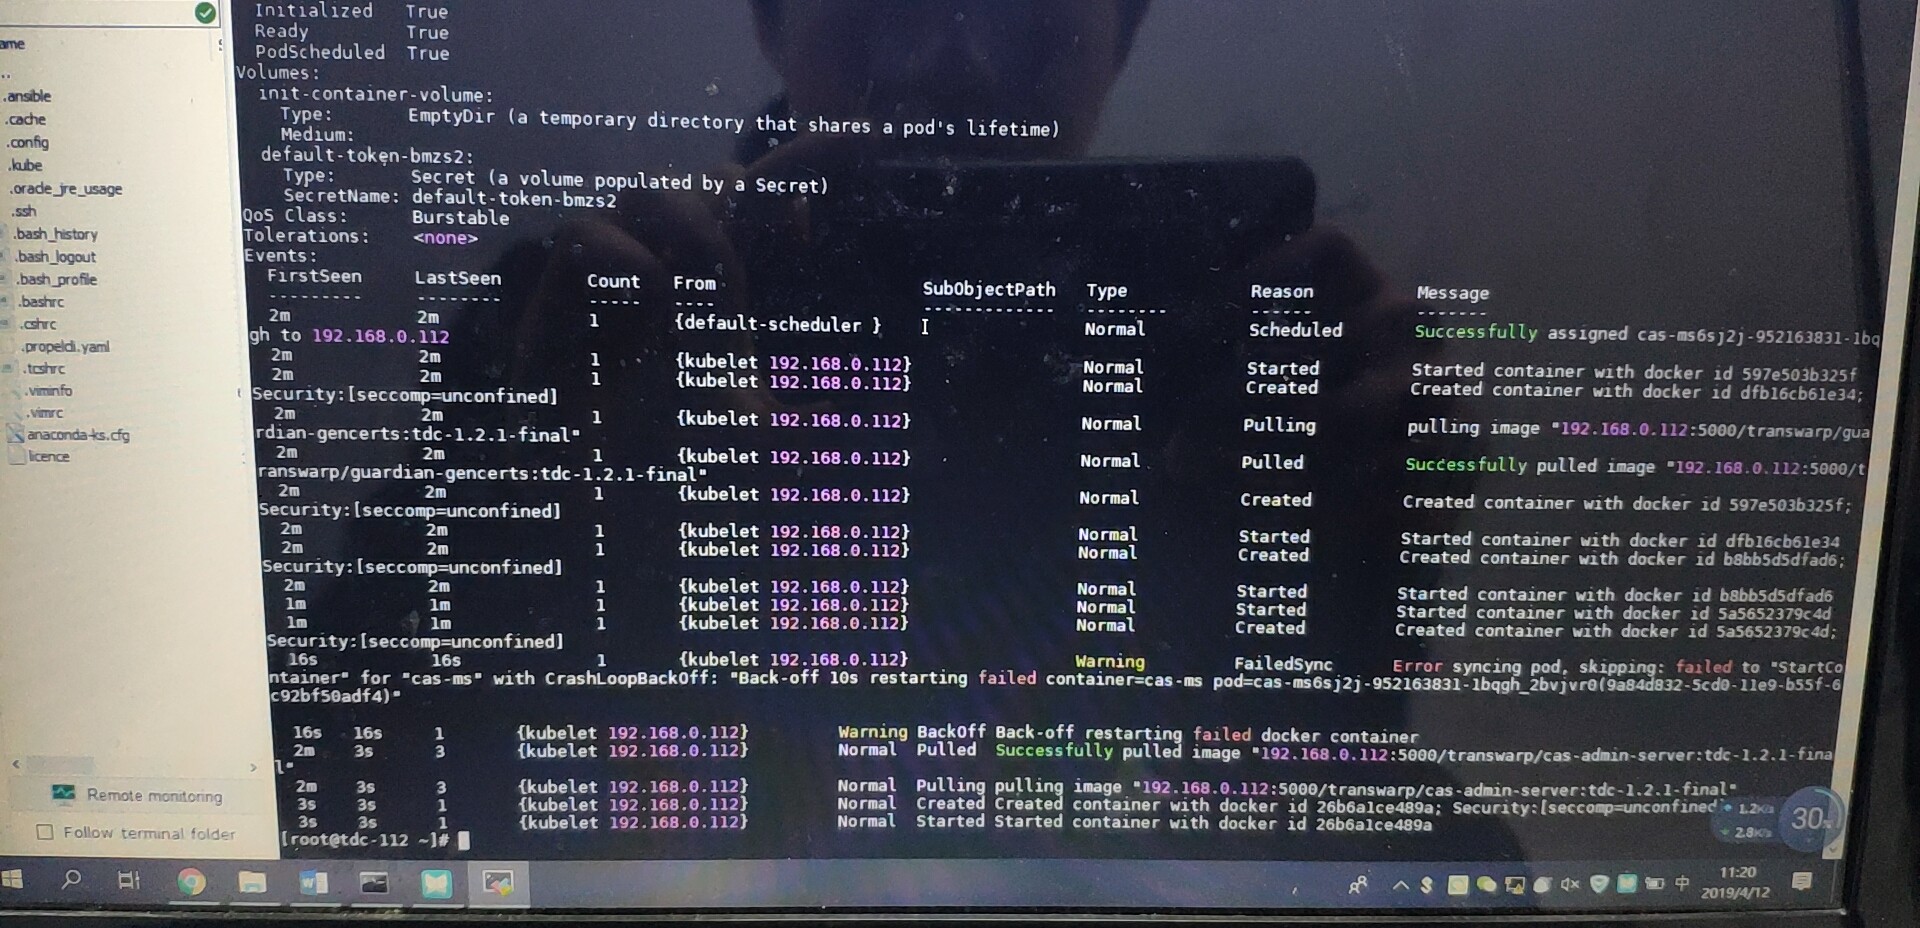 ame
..
.ansible
.cache
.config
.kube
.oracle_jre_usage
.ssh
.bash_history
.bash_logout
.bash_profile
.bashrc
.cshrc
.propeldi.yaml
.tcshrc
.viminfo
.vimrc
anaconda-ks.cfg
licence
Remote monitoring
Follow terminal folder
Initialized True
Ready True
PodScheduled True
Volumes:
init-container-volume:
Type: EmptyDir (a temporary directory that shares a pod's lifetime)
Medium:
default-token-bmzs2:
Type: Secret (a volume populated by a Secret)
SecretName: default-token-bmzs2
QoS Class: Burstable
Tolerations: <none>
Events:
FirstSeen LastSeen Count From SubObjectPath Type Reason Message
--------- -------- ----- ---- ------------- -------- ------ -------
2m 2m 1 {default-scheduler } Normal Scheduled Successfully assigned cas-ms6sj2j-952163831-1bq
gh to 192.168.0.112
2m 2m 1 {kubelet 192.168.0.112} Normal Started Started container with docker id 597e503b325f
2m 2m 1 {kubelet 192.168.0.112} Normal Created Created container with docker id dfb16cb61e34;
Security:[seccomp=unconfined]
2m 2m 1 {kubelet 192.168.0.112} Normal Pulling pulling image "192.168.0.112:5000/transwarp/gua
rdian-gencerts:tdc-1.2.1-final"
2m 2m 1 {kubelet 192.168.0.112} Normal Pulled Successfully pulled image "192.168.0.112:5000/t
ranswarp/guardian-gencerts:tdc-1.2.1-final"
2m 2m 1 {kubelet 192.168.0.112} Normal Created Created container with docker id 597e503b325f;
Security:[seccomp=unconfined]
2m 2m 1 {kubelet 192.168.0.112} Normal Started Started container with docker id dfb16cb61e34
2m 2m 1 {kubelet 192.168.0.112} Normal Created Created container with docker id b8bb5d5dfad6;
Security:[seccomp=unconfined]
2m 2m 1 {kubelet 192.168.0.112} Normal Started Started container with docker id b8bb5d5dfad6
1m 1m 1 {kubelet 192.168.0.112} Normal Started Started container with docker id 5a5652379c4d
1m 1m 1 {kubelet 192.168.0.112} Normal Created Created container with docker id 5a5652379c4d;
Security:[seccomp=unconfined]
16s 16s 1 {kubelet 192.168.0.112} Warning FailedSync Error syncing pod, skipping: failed to "StartCo
ntainer" for "cas-ms" with CrashLoopBackOff: "Back-off 10s restarting failed container=cas-ms pod=cas-ms6sj2j-952163831-1bqgh_2bvjvr0(9a84d832-5cd0-11e9-b55f-6
c92bf50adf4)"
16s 16s 1 {kubelet 192.168.0.112} Warning BackOff Back-off restarting failed docker container
2m 3s 3 {kubelet 192.168.0.112} Normal Pulled Successfully pulled image "192.168.0.112:5000/transwarp/cas-admin-server:tdc-1.2.1-fina
l"
2m 3s 3 {kubelet 192.168.0.112} Normal Pulling pulling image "192.168.0.112:5000/transwarp/cas-admin-server:tdc-1.2.1-final"
3s 3s 1 {kubelet 192.168.0.112} Normal Created Created container with docker id 26b6a1ce489a; Security:[seccomp=unconfined
3s 3s 1 {kubelet 192.168.0.112} Normal Started Started container with docker id 26b6a1ce489a
[root@tdc-112 ~]#
1.2K/s
2.8K/s
30%
中
11:20
2019/4/12